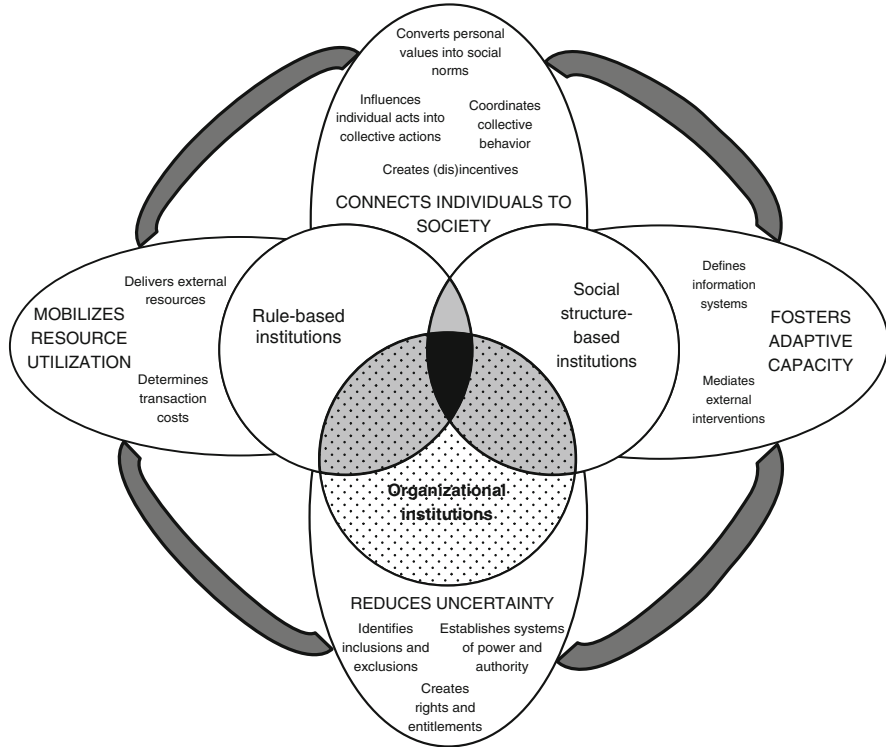 Converts personal
values into social
norms
Influences
individual acts into
collective actions
Coordinates
collective
behavior
Creates (dis)incentives
CONNECTS INDIVIDUALS TO
SOCIETY
Delivers external
resources
MOBILIZES
RESOURCE
UTILIZATION
Determines
transaction
costs
Rule-based
institutions
Social
structure-
based
institutions
Defines
information
systems
FOSTERS
ADAPTIVE
CAPACITY
Mediates
external
interventions
Organizational
institutions
REDUCES UNCERTAINTY
Identifies
inclusions and
exclusions
Establishes systems
of power and
authority
Creates
rights and
entitlements